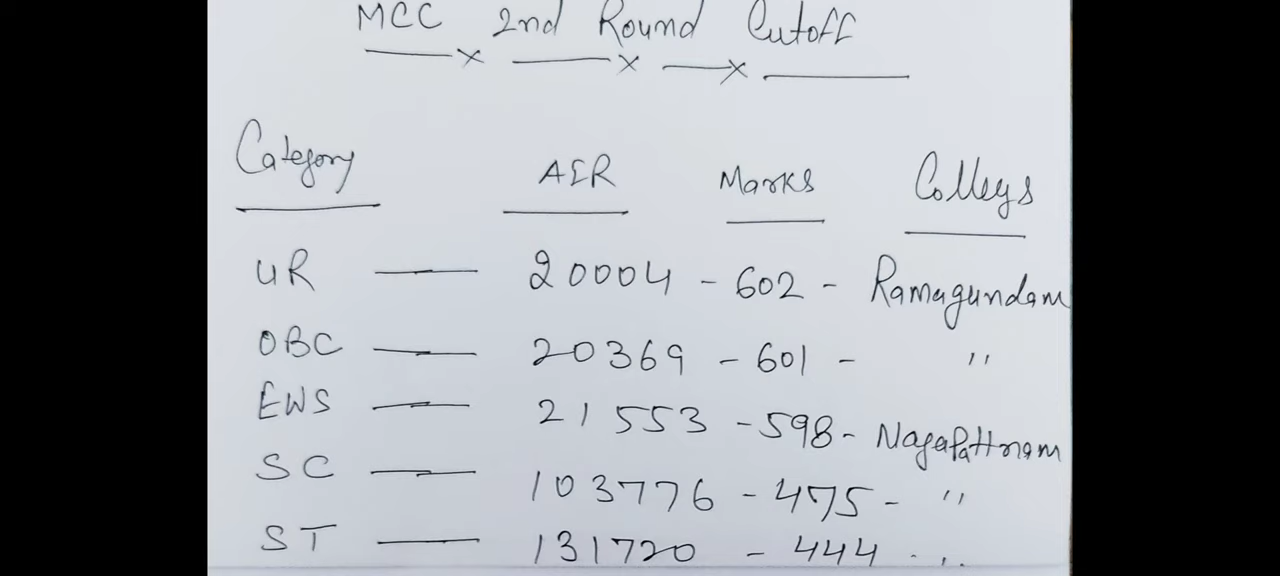 MCC 2nd Round Cutoff
Category AIR Marks Colleys
UR — 20004 - 602 - Ramagundam
OBC — 20369 - 601 - "
EWS — 21553 - 598 - Nagapattnam
SC — 103776 - 475 - "
ST — 131720 - 444 - "